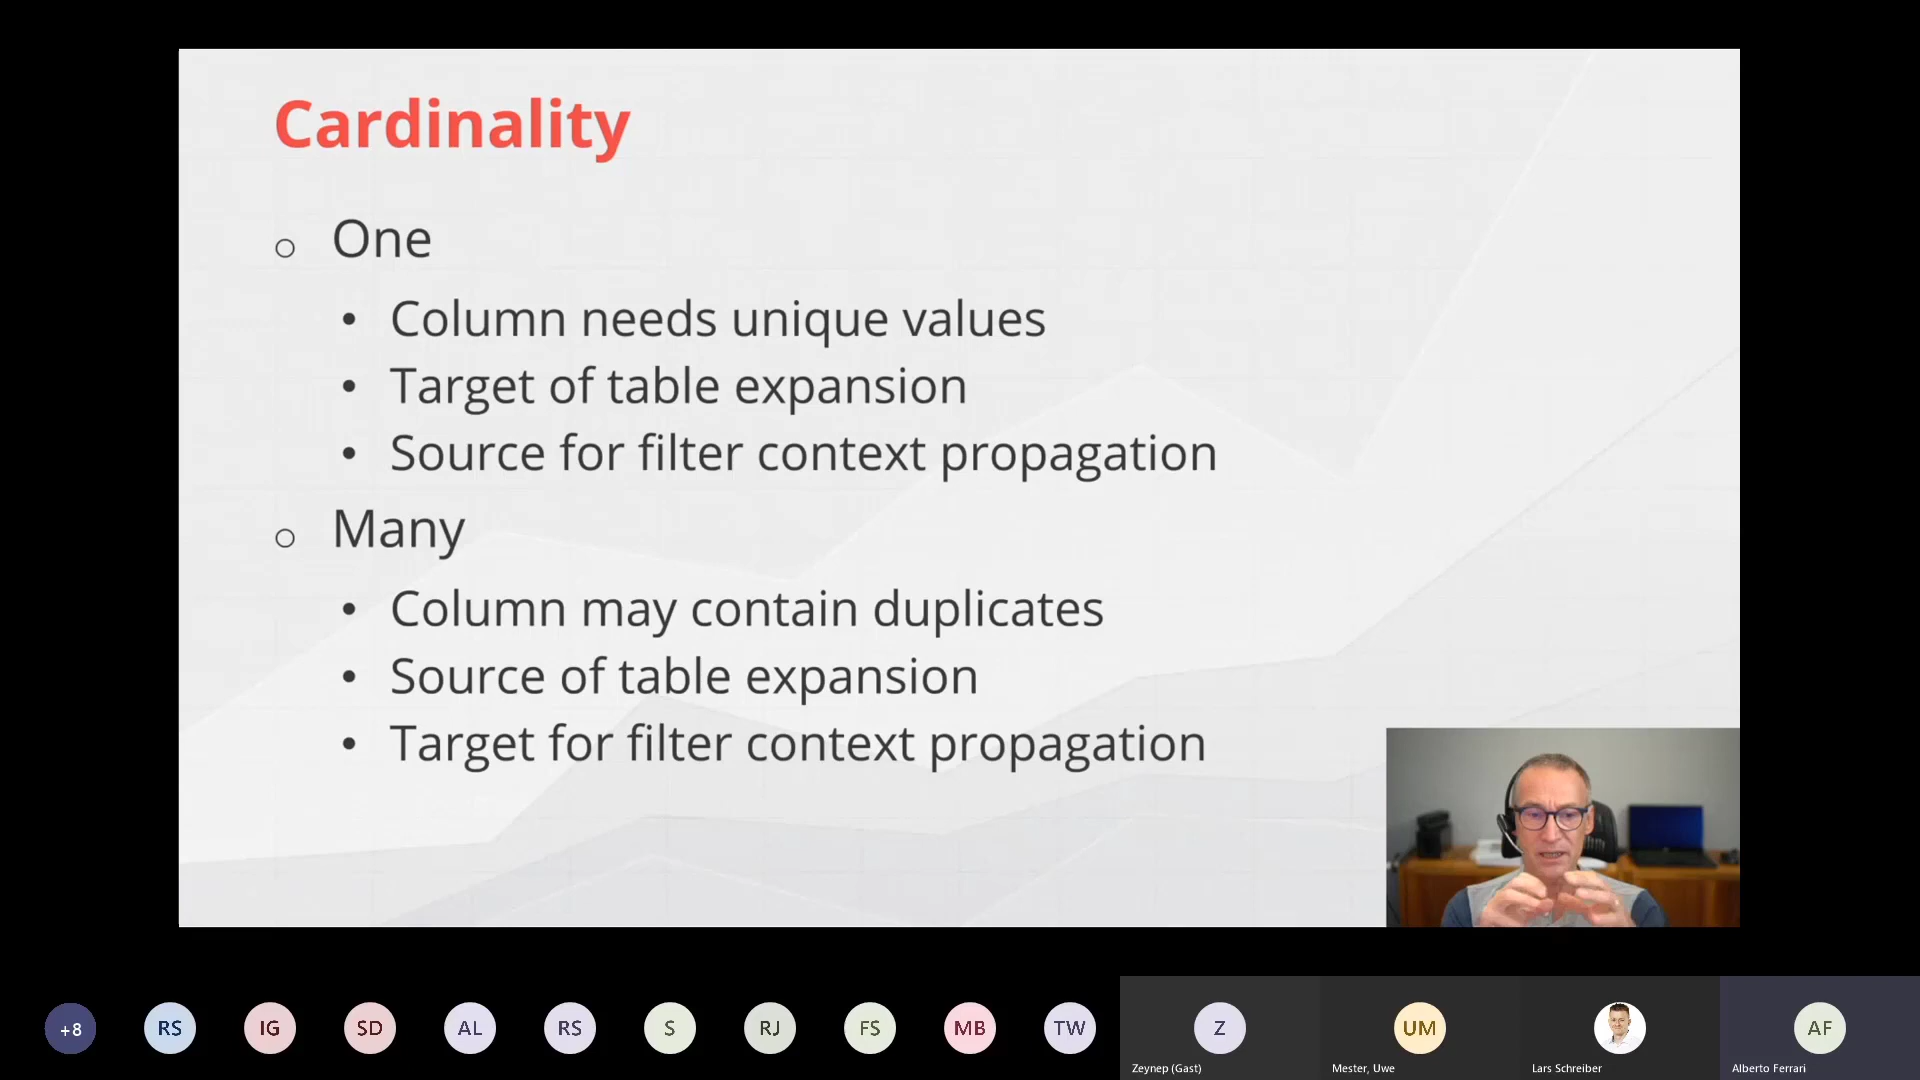 Cardinality
One
Column needs unique values
Target of table expansion
Source for filter context propagation
Many
Column may contain duplicates
Source of table expansion
Target for filter context propagation
+8
RS
IG
SD
AL
RS
S
RJ
FS
MB
TW
Z
UM
AF
Zeynep (Gast)
Mester, Uwe
Lars Schreiber
Alberto Ferrari